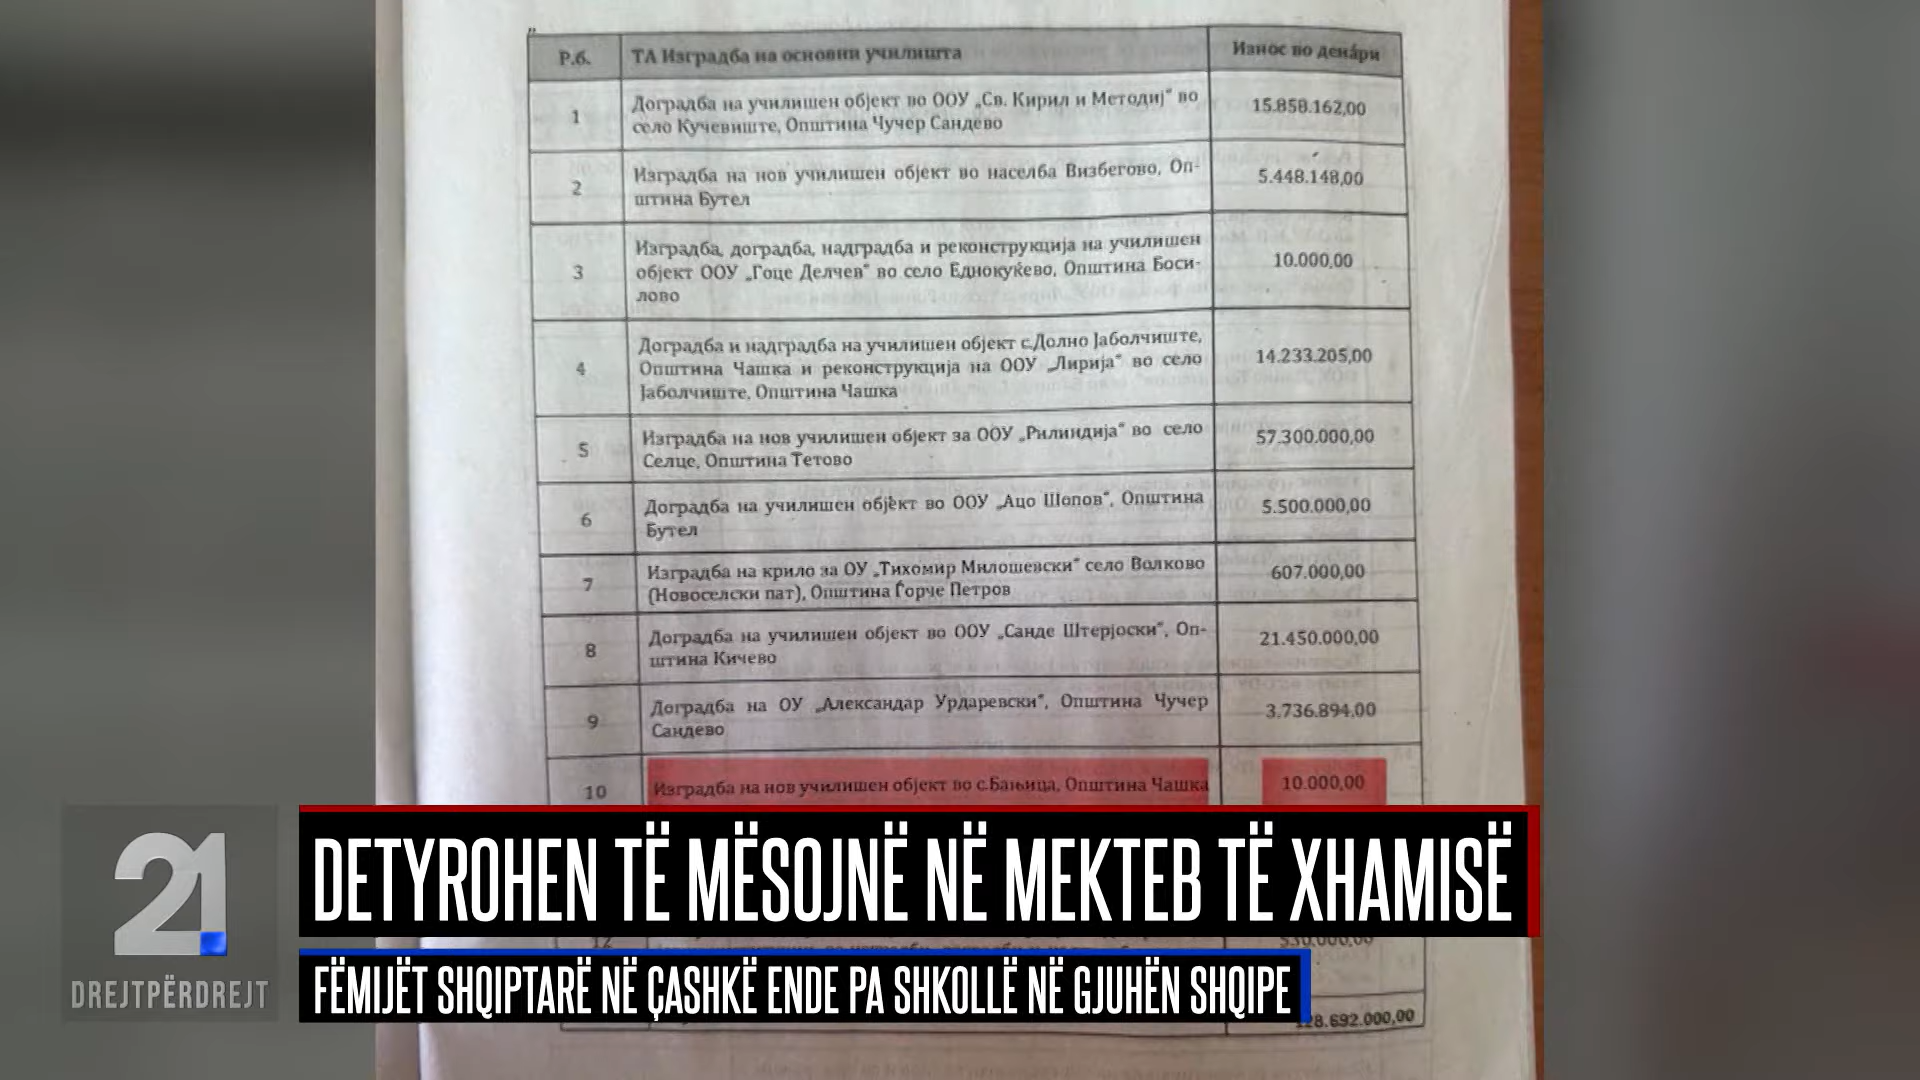 Р.б. ТА Изградба на основни училишта Износ во денари
1 Доградба на училишен објект во ООУ „Св. Кирил и Методиј“ во 15.858.162,00
село Кучевиште, Општина Чучер Сандево
2 Изградба на нов училишен објект во населба Визбегово, Оп- 5.448.148,00
штина Бутел
3 Изградба, доградба, надградба и реконструкција на училишен
објект ООУ „Гоце Делчев“ во село Еднокуќево, Општина Боси- 10.000,00
лово
4 Доградба и надградба на училишен објект с.Долно Јаболчиште,
Општина Чашка и реконструкција на ООУ „Лирија“ во село 14.233.205,00
Јаболчиште, Општина Чашка
5 Изградба на нов училишен објект за ООУ „Рилиндија“ во село 57.300.000,00
Селце, Општина Тетово
6 Доградба на училишен објект во ООУ „Ацо Шопов“, Општина 5.500.000,00
Бутел
7 Изградба на крило за ОУ „Тихомир Милошевски“ село Волково 607.000,00
(Новоселски пат), Општина Ѓорче Петров
8 Доградба на училишен објект во ООУ „Санде Штерјоски“, Оп- 21.450.000,00
штина Кичево
9 Доградба на ОУ „Александар Урдаревски“, Општина Чучер 3.736.894,00
Сандево
10 Изградба на нов училишен објект во с.Бањица, Општина Чашка 10.000,00
DETYROHEN TË MËSOJNË NË MEKTEB TË XHAMISË
12
FËMIJËT SHQIPTARË NË ÇASHKË ENDE PA SHKOLLË NË GJUHËN SHQIPE
21
DREJTPËRDREJT